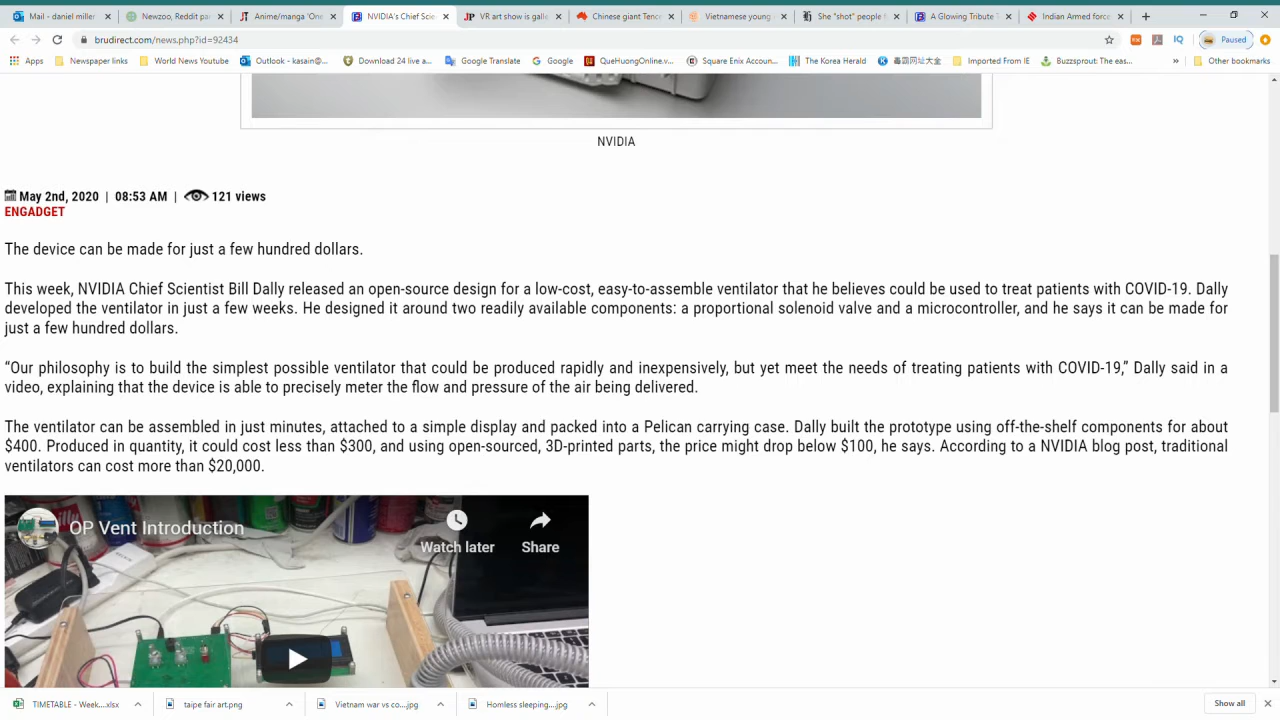 Mail - daniel miller
Newzoo, Reddit pa
Anime/manga 'One
NVIDIA's Chief Scie
VR art show is galle
Chinese giant Tence
Vietnamese young
She "shot" people f
A Glowing Tribute T
Indian Armed force
brudirect.com/news.php?id=92434
IQ
Paused
Apps
Newspaper links
World News Youtube
Outlook - kasain@...
Download 24 live a...
Google Translate
Google
QueHuongOnline.v...
Square Enix Accoun...
The Korea Herald
毒霸网址大全
Imported From IE
Buzzsprout: The eas...
»
Other bookmarks
NVIDIA
May 2nd, 2020 | 08:53 AM | 121 views
ENGADGET
The device can be made for just a few hundred dollars.
This week, NVIDIA Chief Scientist Bill Dally released an open-source design for a low-cost, easy-to-assemble ventilator that he believes could be used to treat patients with COVID-19. Dally
developed the ventilator in just a few weeks. He designed it around two readily available components: a proportional solenoid valve and a microcontroller, and he says it can be made for
just a few hundred dollars.
“Our philosophy is to build the simplest possible ventilator that could be produced rapidly and inexpensively, but yet meet the needs of treating patients with COVID-19,” Dally said in a
video, explaining that the device is able to precisely meter the flow and pressure of the air being delivered.
The ventilator can be assembled in just minutes, attached to a simple display and packed into a Pelican carrying case. Dally built the prototype using off-the-shelf components for about
$400. Produced in quantity, it could cost less than $300, and using open-sourced, 3D-printed parts, the price might drop below $100, he says. According to a NVIDIA blog post, traditional
ventilators can cost more than $20,000.
OP Vent Introduction
Watch later
Share
TIMETABLE - Week....xlsx
taipe fair art.png
Vietnam war vs co....jpg
Homless sleeping....jpg
Show all